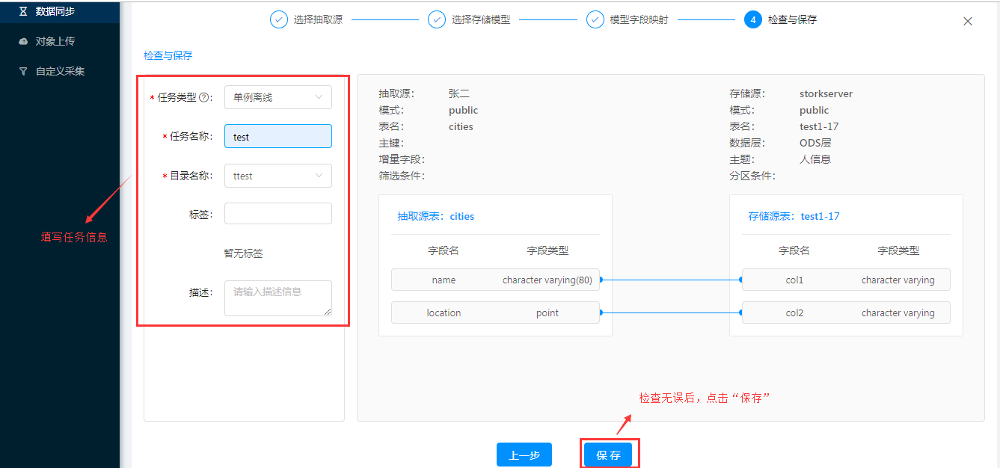 数据同步
对象上传
自定义采集
选择抽取源
选择存储模型
模型字段映射
4 检查与保存
检查与保存
* 任务类型?: 单例离线
* 任务名称: test
* 目录名称: ttest
标签:
暂无标签
描述: 请输入描述信息
填写任务信息
抽取源: 张二
模式: public
表名: cities
主键:
增量字段:
筛选条件:
存储源: storkserver
模式: public
表名: test1-17
数据层: ODS层
主题: 人信息
分区条件:
抽取源表: cities
字段名 字段类型
name character varying(80)
location point
存储源表: test1-17
字段名 字段类型
col1 character varying
col2 character varying
检查无误后，点击“保存”
上一步
保 存